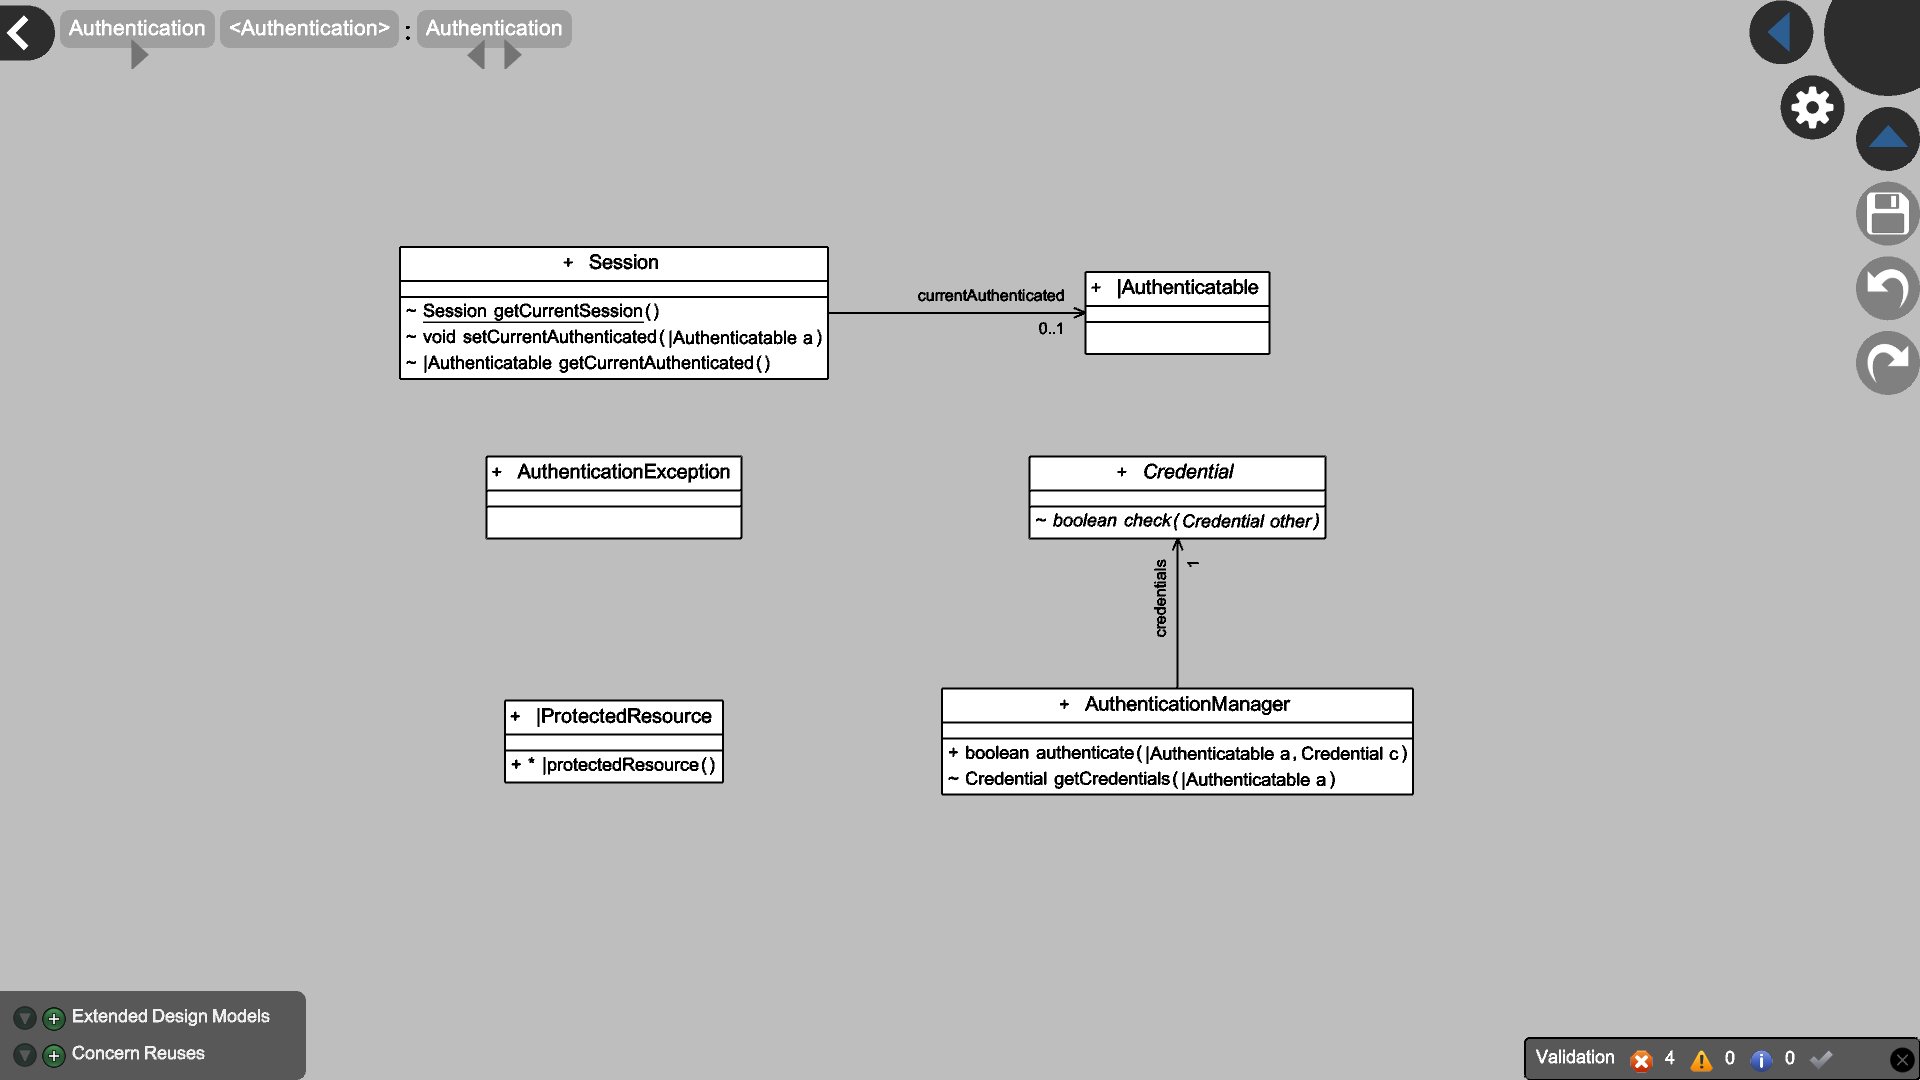 Authentication <Authentication> : Authentication
+ Session
~ Session getCurrentSession()
~ void setCurrentAuthenticated(|Authenticatable a)
~ |Authenticatable getCurrentAuthenticated()
currentAuthenticated
0..1
+ |Authenticatable
+ AuthenticationException
+ Credential
~ boolean check(Credential other)
credentials
1
+ |ProtectedResource
+ * |protectedResource()
+ AuthenticationManager
+ boolean authenticate(|Authenticatable a, Credential c)
~ Credential getCredentials(|Authenticatable a)
Extended Design Models
Concern Reuses
Validation 4 0 0